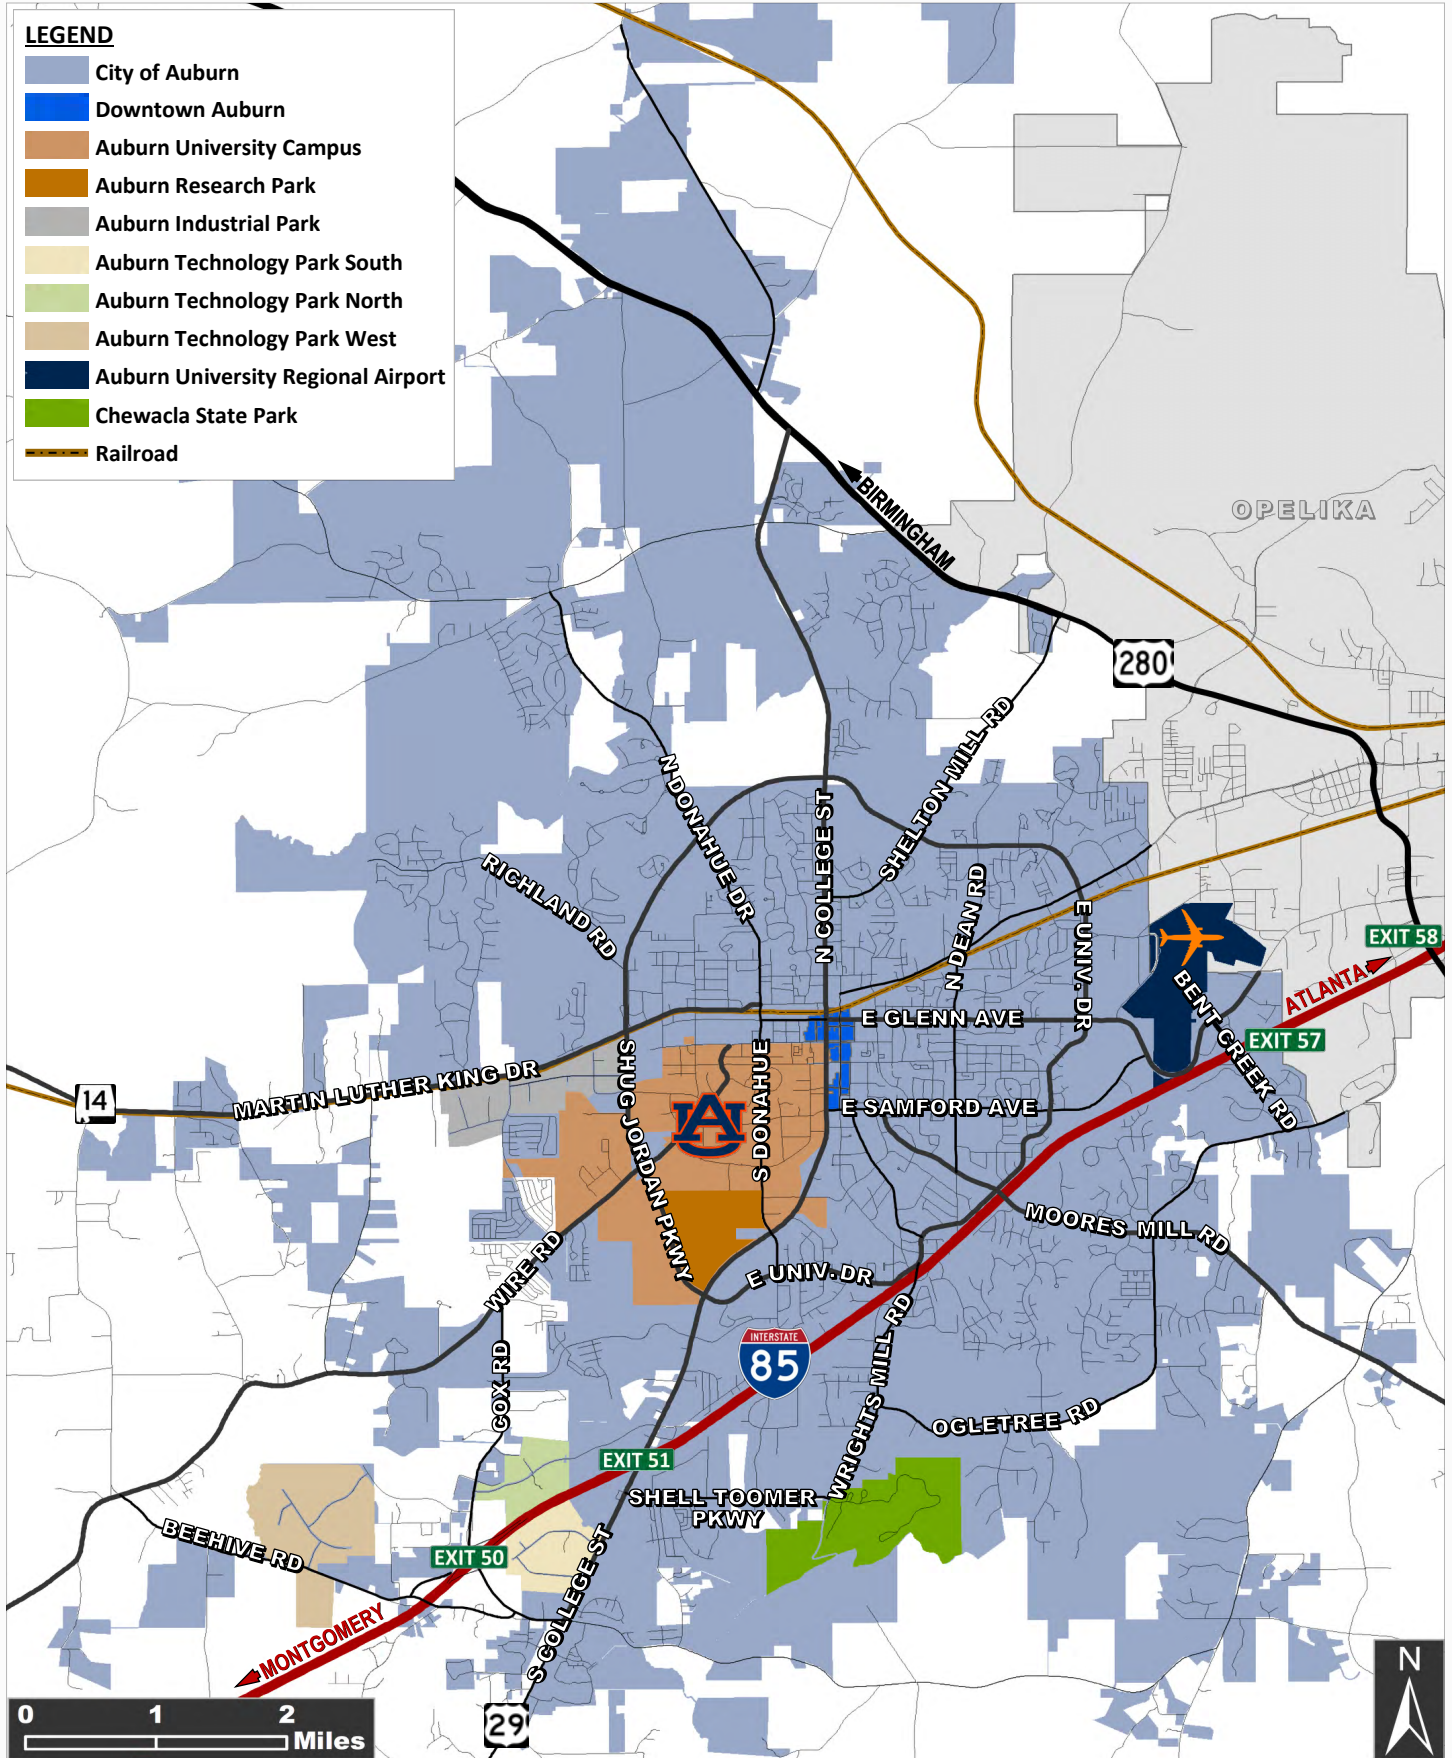 LEGEND
City of Auburn
Downtown Auburn
Auburn University Campus
Auburn Research Park
Auburn Industrial Park
Auburn Technology Park South
Auburn Technology Park North
Auburn Technology Park West
Auburn University Regional Airport
Chewacla State Park
Railroad
BIRMINGHAM
OPELIKA
280
SHELTON MILL RD
N DONAHUE DR
N COLLEGE ST
RICHLAND RD
N DEAN RD
E UNIV. DR
EXIT 58
ATLANTA
BENT CREEK RD
E GLENN AVE
EXIT 57
MARTIN LUTHER KING DR
14
SHUG JORDAN PKWY
S DONAHUE
AU
E SAMFORD AVE
MOORES MILL RD
WIRE RD
E UNIV. DR
INTERSTATE
85
WRIGHTS MILL RD
COX RD
OGLETREE RD
EXIT 51
SHELL TOOMER
PKWY
BEEHIVE RD
EXIT 50
S COLLEGE ST
MONTGOMERY
29
0 1 2
Miles
N